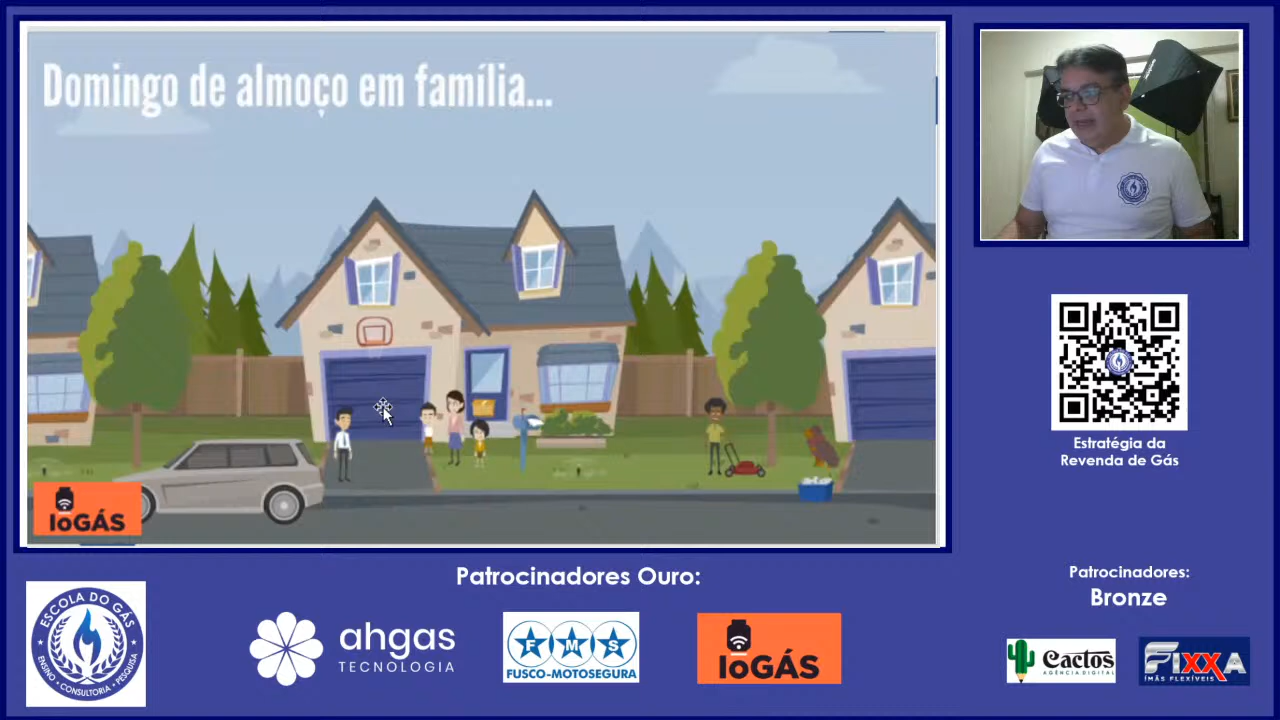 Domingo de almoço em família...
IoGÁS
Estratégia da
Revenda de Gás
Patrocinadores Ouro:
Patrocinadores:
Bronze
ESCOLA DO GÁS
ENSINO • CONSULTORIA • PESQUISA
ahgas
TECNOLOGIA
F M S
FUSCO-MOTOSEGURA
IoGÁS
Cactos
AGÊNCIA DIGITAL
FIXXA
ÍMÃS FLEXÍVEIS